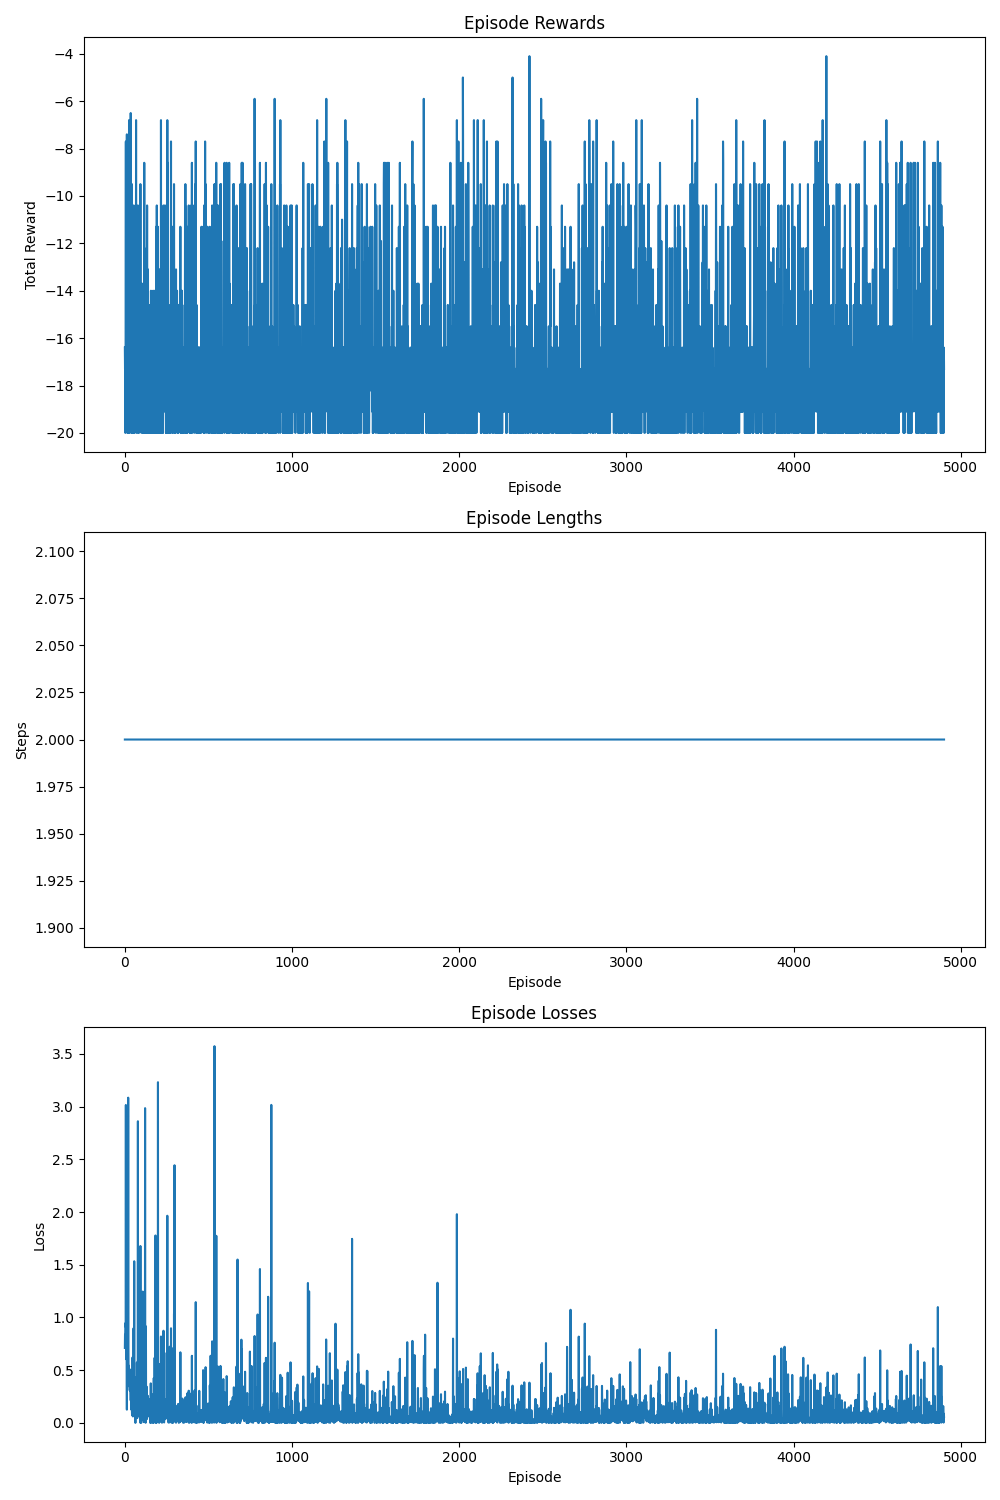 Episode Rewards
−4
−6
−8
−10
−12
−14
−16
−18
−20
Total Reward
0 1000 2000 3000 4000 5000
Episode
Episode Lengths
2.100
2.075
2.050
2.025
2.000
1.975
1.950
1.925
1.900
Steps
0 1000 2000 3000 4000 5000
Episode
Episode Losses
3.5
3.0
2.5
2.0
1.5
1.0
0.5
0.0
Loss
0 1000 2000 3000 4000 5000
Episode